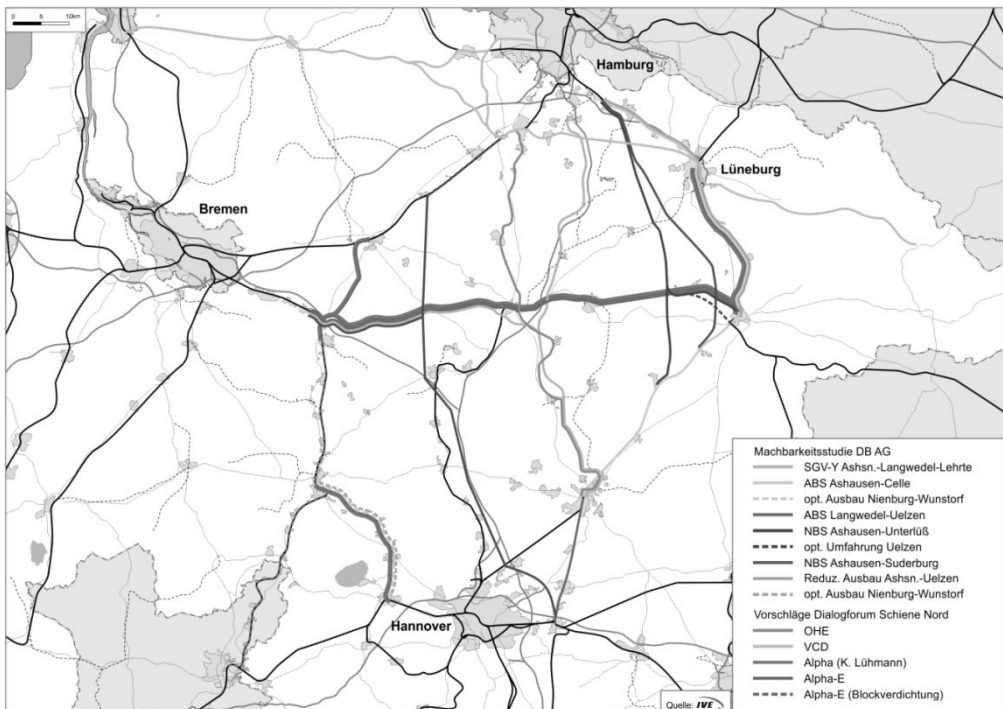 0 5 10km
Hamburg
Lüneburg
Bremen
Hannover
Machbarkeitsstudie DB AG
SGV-Y Ashsn.-Langwedel-Lehrte
ABS Ashausen-Celle
opt. Ausbau Nienburg-Wunstorf
ABS Langwedel-Uelzen
NBS Ashausen-Unterlüß
opt. Umfahrung Uelzen
NBS Ashausen-Suderburg
Reduz. Ausbau Ashsn.-Uelzen
opt. Ausbau Nienburg-Wunstorf
Vorschläge Dialogforum Schiene Nord
OHE
VCD
Alpha (K. Lühmann)
Alpha-E
Alpha-E (Blockverdichtung)
Quelle: IVE